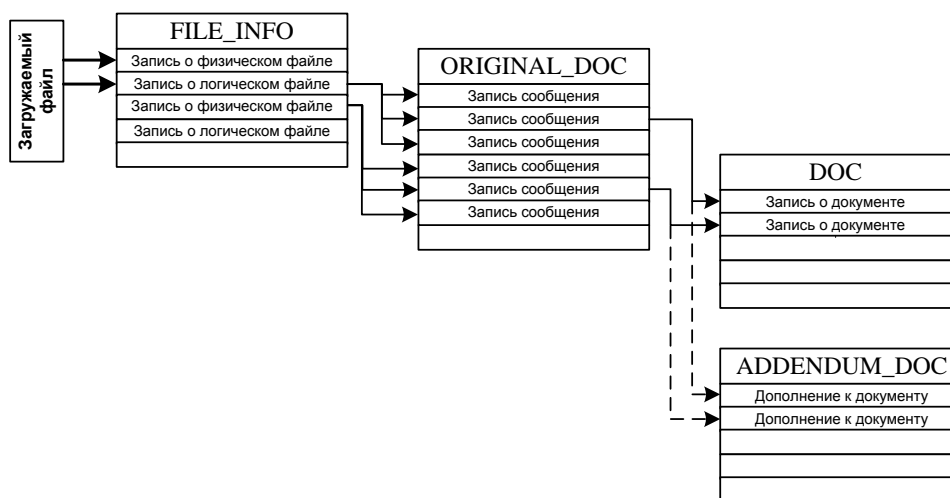 Загружаемый
файл
FILE_INFO
Запись о физическом файле
Запись о логическом файле
Запись о физическом файле
Запись о логическом файле
ORIGINAL_DOC
Запись сообщения
Запись сообщения
Запись сообщения
Запись сообщения
Запись сообщения
Запись сообщения
DOC
Запись о документе
Запись о документе
ADDENDUM_DOC
Дополнение к документу
Дополнение к документу